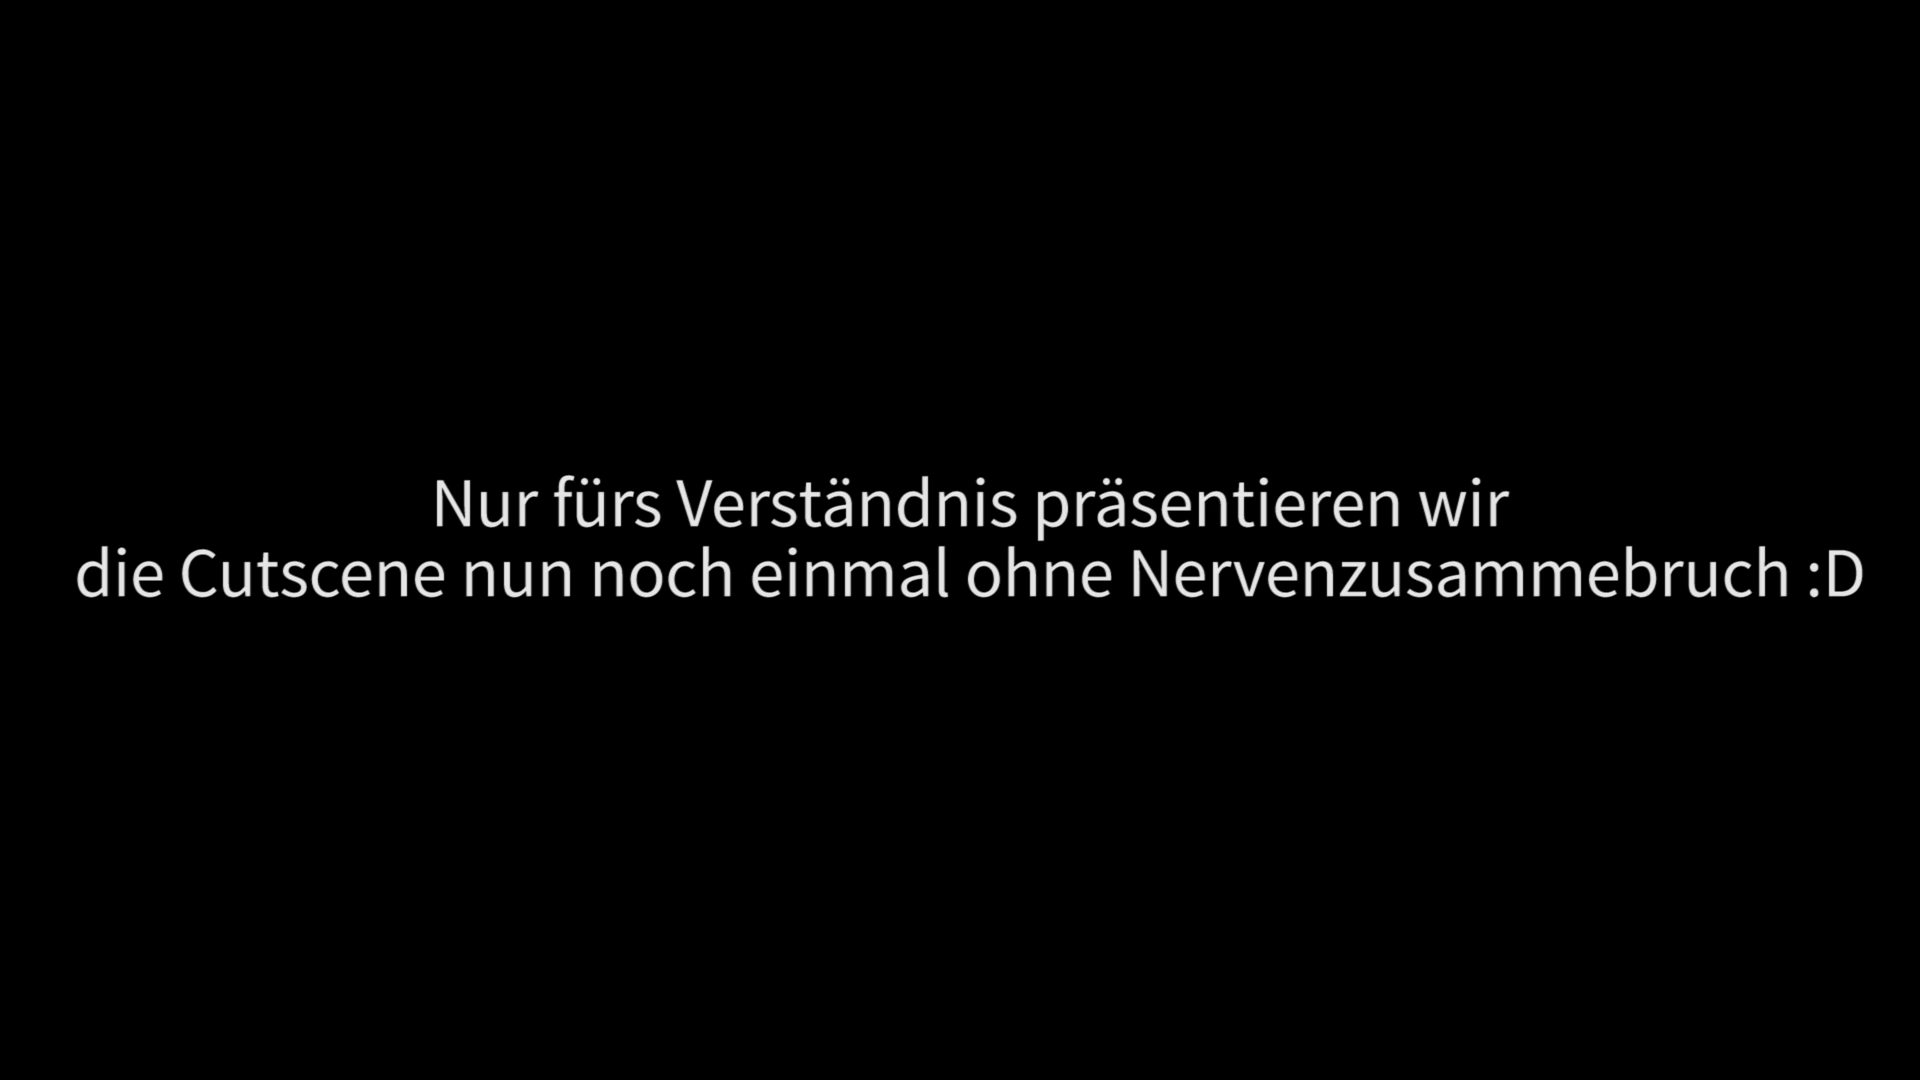 Nur fürs Verständnis präsentieren wir
die Cutscene nun noch einmal ohne Nervenzusammebruch :D